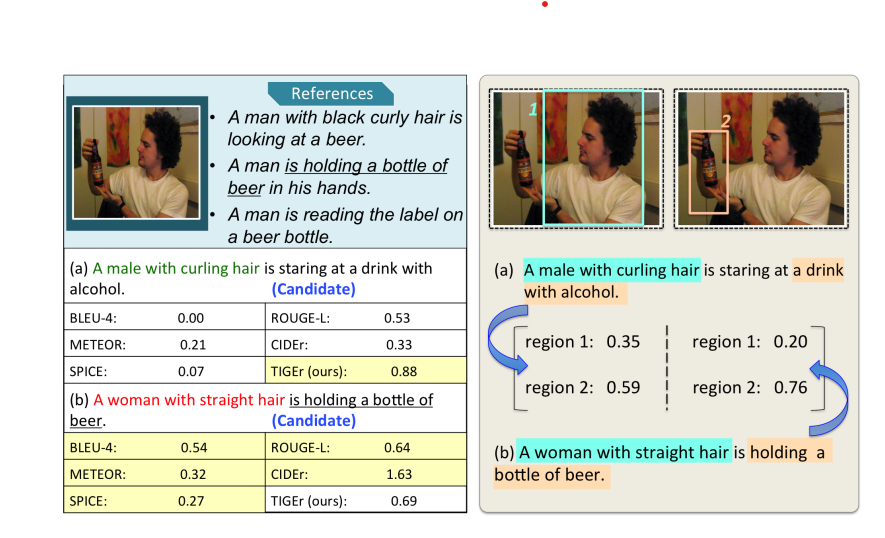 References
• A man with black curly hair is
looking at a beer.
• A man is holding a bottle of
beer in his hands.
• A man is reading the label on
a beer bottle.
(a) A male with curling hair is staring at a drink with
alcohol. (Candidate)
BLEU-4: 0.00 ROUGE-L: 0.53
METEOR: 0.21 CIDEr: 0.33
SPICE: 0.07 TIGEr (ours): 0.88
(b) A woman with straight hair is holding a bottle of
beer. (Candidate)
BLEU-4: 0.54 ROUGE-L: 0.64
METEOR: 0.32 CIDEr: 1.63
SPICE: 0.27 TIGEr (ours): 0.69
1
2
(a) A male with curling hair is staring at a drink
with alcohol.
region 1: 0.35 region 1: 0.20
region 2: 0.59 region 2: 0.76
(b) A woman with straight hair is holding a
bottle of beer.